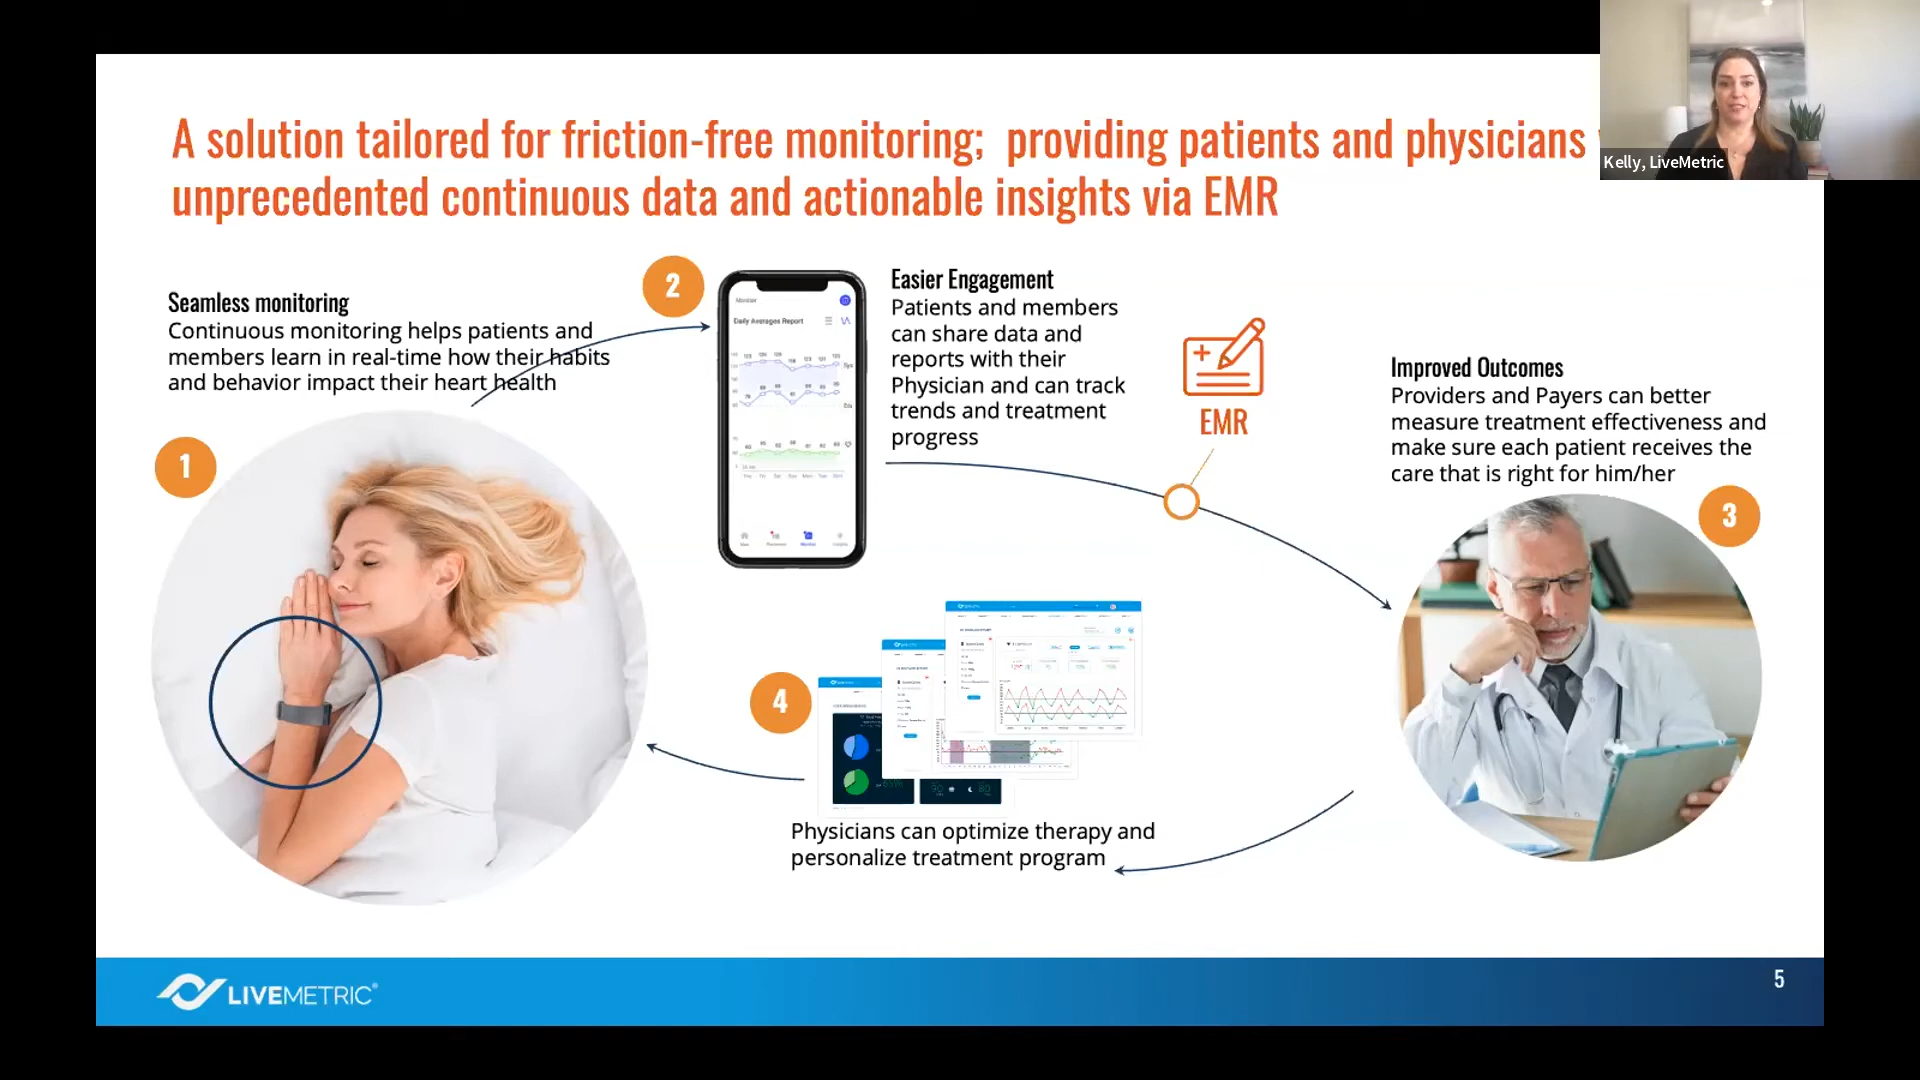 A solution tailored for friction-free monitoring;  providing patients and physicians
unprecedented continuous data and actionable insights via EMR
Kelly, LiveMetric
Seamless monitoring
Continuous monitoring helps patients and
members learn in real-time how their habits
and behavior impact their heart health
1
2
Monitor
Daily Averages Report
Easier Engagement
Patients and members
can share data and
reports with their
Physician and can track
trends and treatment
progress
EMR
Improved Outcomes
Providers and Payers can better
measure treatment effectiveness and
make sure each patient receives the
care that is right for him/her
3
4
Physicians can optimize therapy and
personalize treatment program
LIVEMETRIC®
5